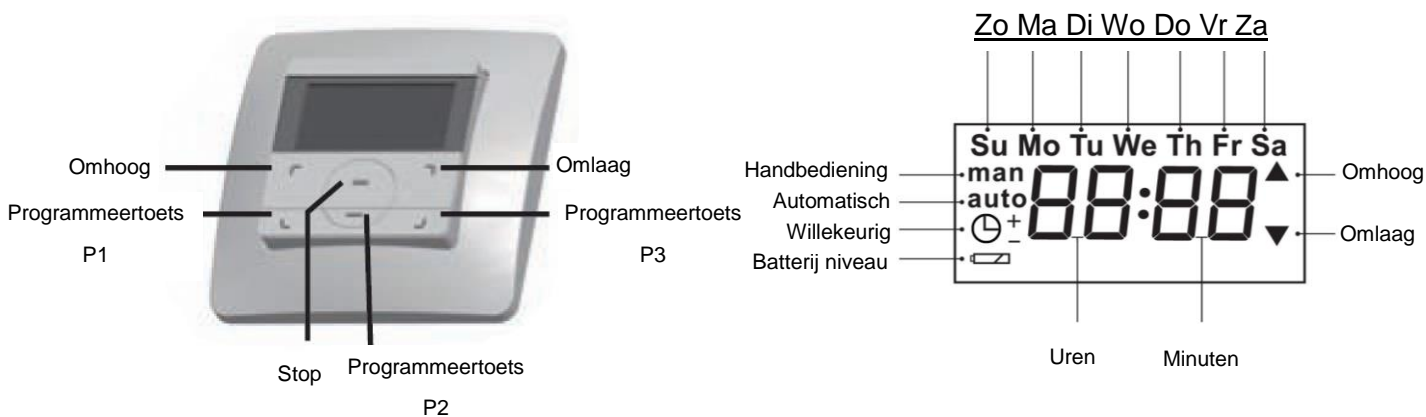 Zo Ma Di Wo Do Vr Za
Omhoog
Omlaag
Programmeertoets
P1
Programmeertoets
P3
Stop
Programmeertoets
P2
Su Mo Tu We Th Fr Sa
Handbediening
man
Automatisch
auto
88:88
Willekeurig
+
−
Batterij niveau
Omhoog
Omlaag
Uren
Minuten